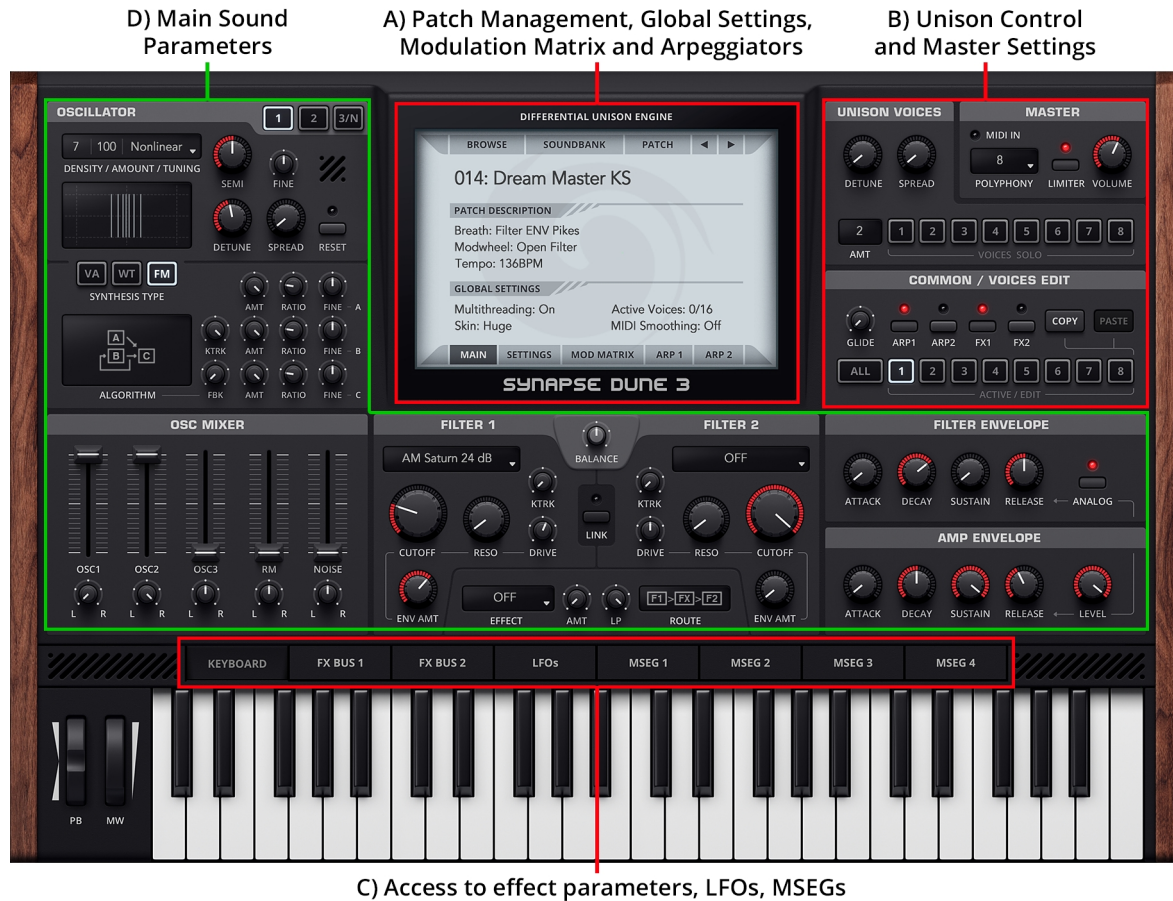 D) Main Sound
Parameters
A) Patch Management, Global Settings,
Modulation Matrix and Arpeggiators
B) Unison Control
and Master Settings
OSCILLATOR
1 2 3/N
7 100 Nonlinear
DENSITY / AMOUNT / TUNING
SEMI FINE
DETUNE SPREAD RESET
VA WT FM
SYNTHESIS TYPE
AMT RATIO FINE A
A
B C
KTRK AMT RATIO FINE B
ALGORITHM FBK AMT RATIO FINE C
DIFFERENTIAL UNISON ENGINE
BROWSE SOUNDBANK PATCH
014: Dream Master KS
PATCH DESCRIPTION
Breath: Filter ENV Pikes
Modwheel: Open Filter
Tempo: 136BPM
GLOBAL SETTINGS
Multithreading: On Active Voices: 0/16
Skin: Huge MIDI Smoothing: Off
MAIN SETTINGS MOD MATRIX ARP 1 ARP 2
SYNAPSE DUNE 3
UNISON VOICES
DETUNE SPREAD
MASTER
MIDI IN
8
POLYPHONY LIMITER VOLUME
2 1 2 3 4 5 6 7 8
AMT VOICES SOLO
COMMON / VOICES EDIT
GLIDE ARP1 ARP2 FX1 FX2 COPY PASTE
ALL 1 2 3 4 5 6 7 8
ACTIVE / EDIT
OSC MIXER
OSC1 OSC2 OSC3 RM NOISE
L R L R L R L R L R
FILTER 1
AM Saturn 24 dB
KTRK
CUTOFF RESO DRIVE
ENV AMT
BALANCE
LINK
FILTER 2
OFF
KTRK
DRIVE RESO CUTOFF
ENV AMT
OFF
EFFECT AMT LP
F1 > FX > F2
ROUTE
FILTER ENVELOPE
ATTACK DECAY SUSTAIN RELEASE ANALOG
AMP ENVELOPE
ATTACK DECAY SUSTAIN RELEASE LEVEL
KEYBOARD FX BUS 1 FX BUS 2 LFOs MSEG 1 MSEG 2 MSEG 3 MSEG 4
PB MW
C) Access to effect parameters, LFOs, MSEGs